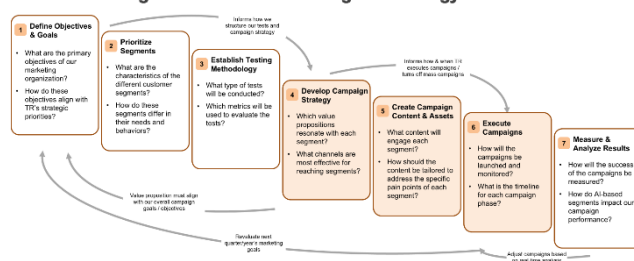 Informs how we
structure our tests and
campaign strategy
1 Define Objectives
& Goals
• What are the primary
objectives of our
marketing
organization?
• How do these
objectives align with
TR's strategic
priorities?
2 Prioritize
Segments
• What are the
characteristics of the
different customer
segments?
• How do these
segments differ in
their needs and
behaviors?
3 Establish Testing
Methodology
• What type of tests
will be conducted?
• Which metrics will be
used to evaluate the
tests?
Informs how & when TR
executes campaigns /
turns off mass campaigns
4 Develop Campaign
Strategy
• Which value
propositions
resonate with each
segment?
• What channels are
most effective for
reaching segments?
5 Create Campaign
Content & Assets
• What content will
engage each
segment?
• How should the
content be tailored to
address the specific
pain points of each
segment?
6 Execute
Campaigns
• How will the
campaigns be
launched and
monitored?
• What is the timeline
for each campaign
phase?
7 Measure &
Analyze Results
• How will the success
of the campaigns be
measured?
• How do AI-based
segments impact our
campaign
performance?
Value proposition must align
with our overall campaign
goals / objectives
Reevaluate next
quarter/year's marketing
goals
Adjust campaigns based